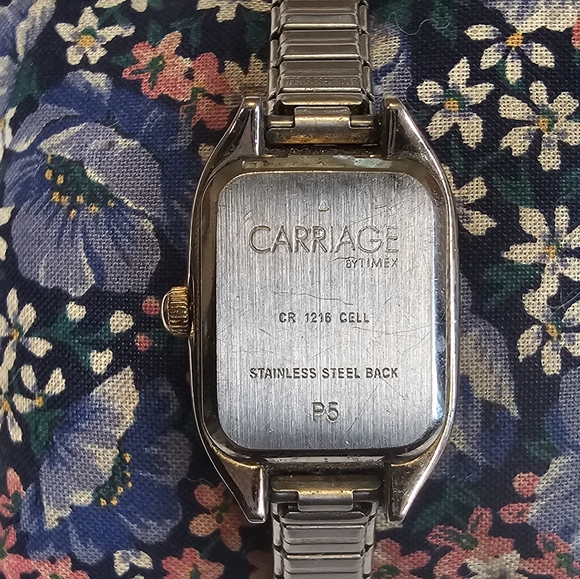 CARRIAGE
BY TIMEX
CR 1216 CELL
STAINLESS STEEL BACK
P5